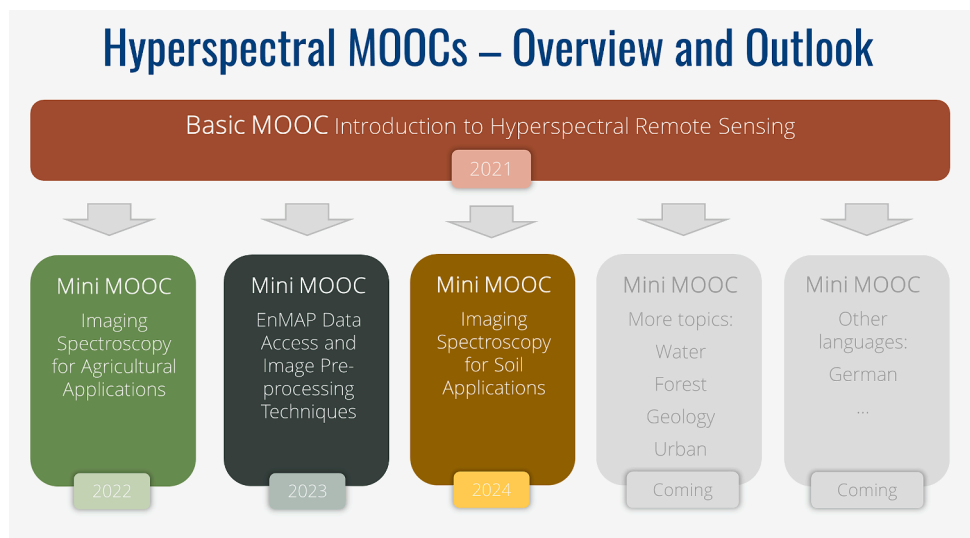 Hyperspectral MOOCs – Overview and Outlook
Basic MOOC Introduction to Hyperspectral Remote Sensing
2021
Mini MOOC
Imaging
Spectroscopy
for Agricultural
Applications
2022
Mini MOOC
EnMAP Data
Access and
Image Pre-
processing
Techniques
2023
Mini MOOC
Imaging
Spectroscopy
for Soil
Applications
2024
Mini MOOC
More topics:
Water
Forest
Geology
Urban
Coming
Mini MOOC
Other
languages:
German
...
Coming